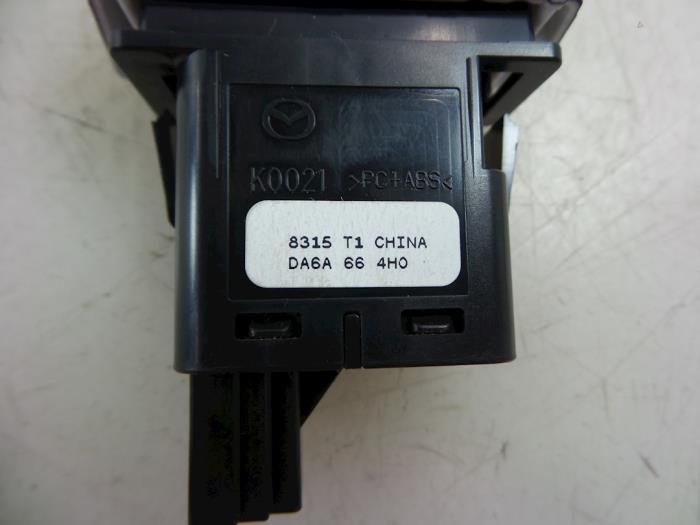 K0021 >PC+ABS<
8315 T1 CHINA
DA6A 66 4H0